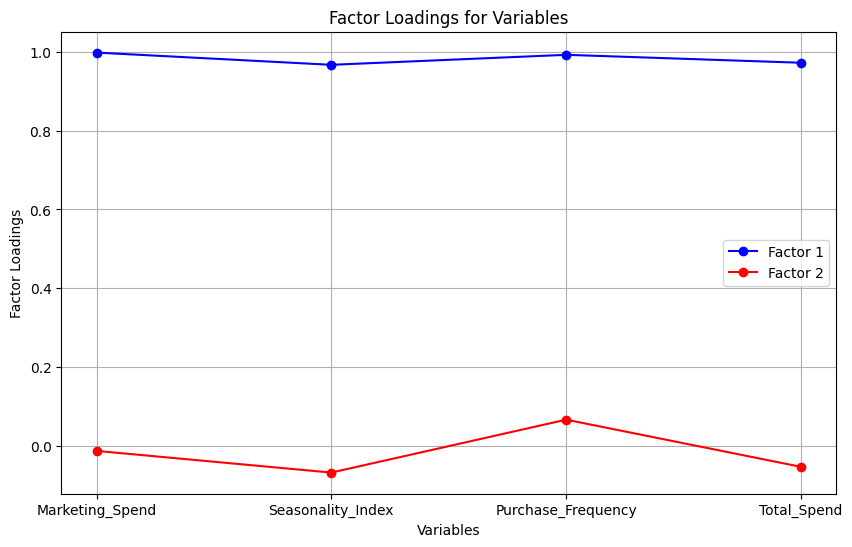 Factor Loadings for Variables
1.0
0.8
0.6
0.4
0.2
0.0
Factor Loadings
Factor 1
Factor 2
Marketing_Spend
Seasonality_Index
Purchase_Frequency
Total_Spend
Variables